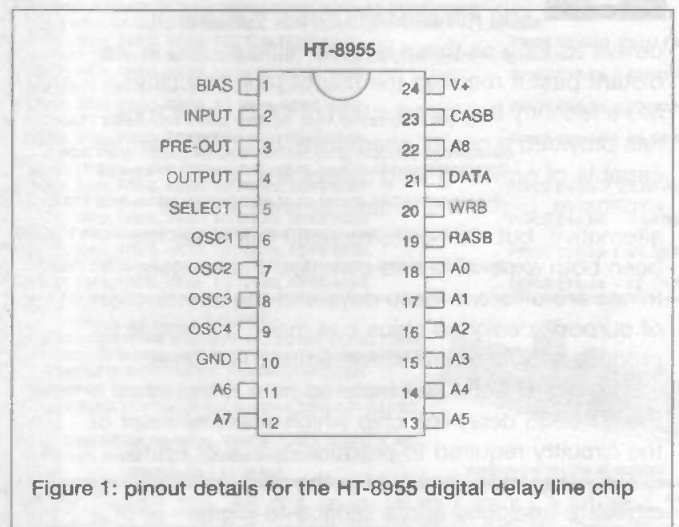 HT-8955
BIAS 1 24 V+
INPUT 2 23 CASB
PRE-OUT 3 22 A8
OUTPUT 4 21 DATA
SELECT 5 20 WRB
OSC1 6 19 RASB
OSC2 7 18 A0
OSC3 8 17 A1
OSC4 9 16 A2
GND 10 15 A3
A6 11 14 A4
A7 12 13 A5
Figure 1: pinout details for the HT-8955 digital delay line chip